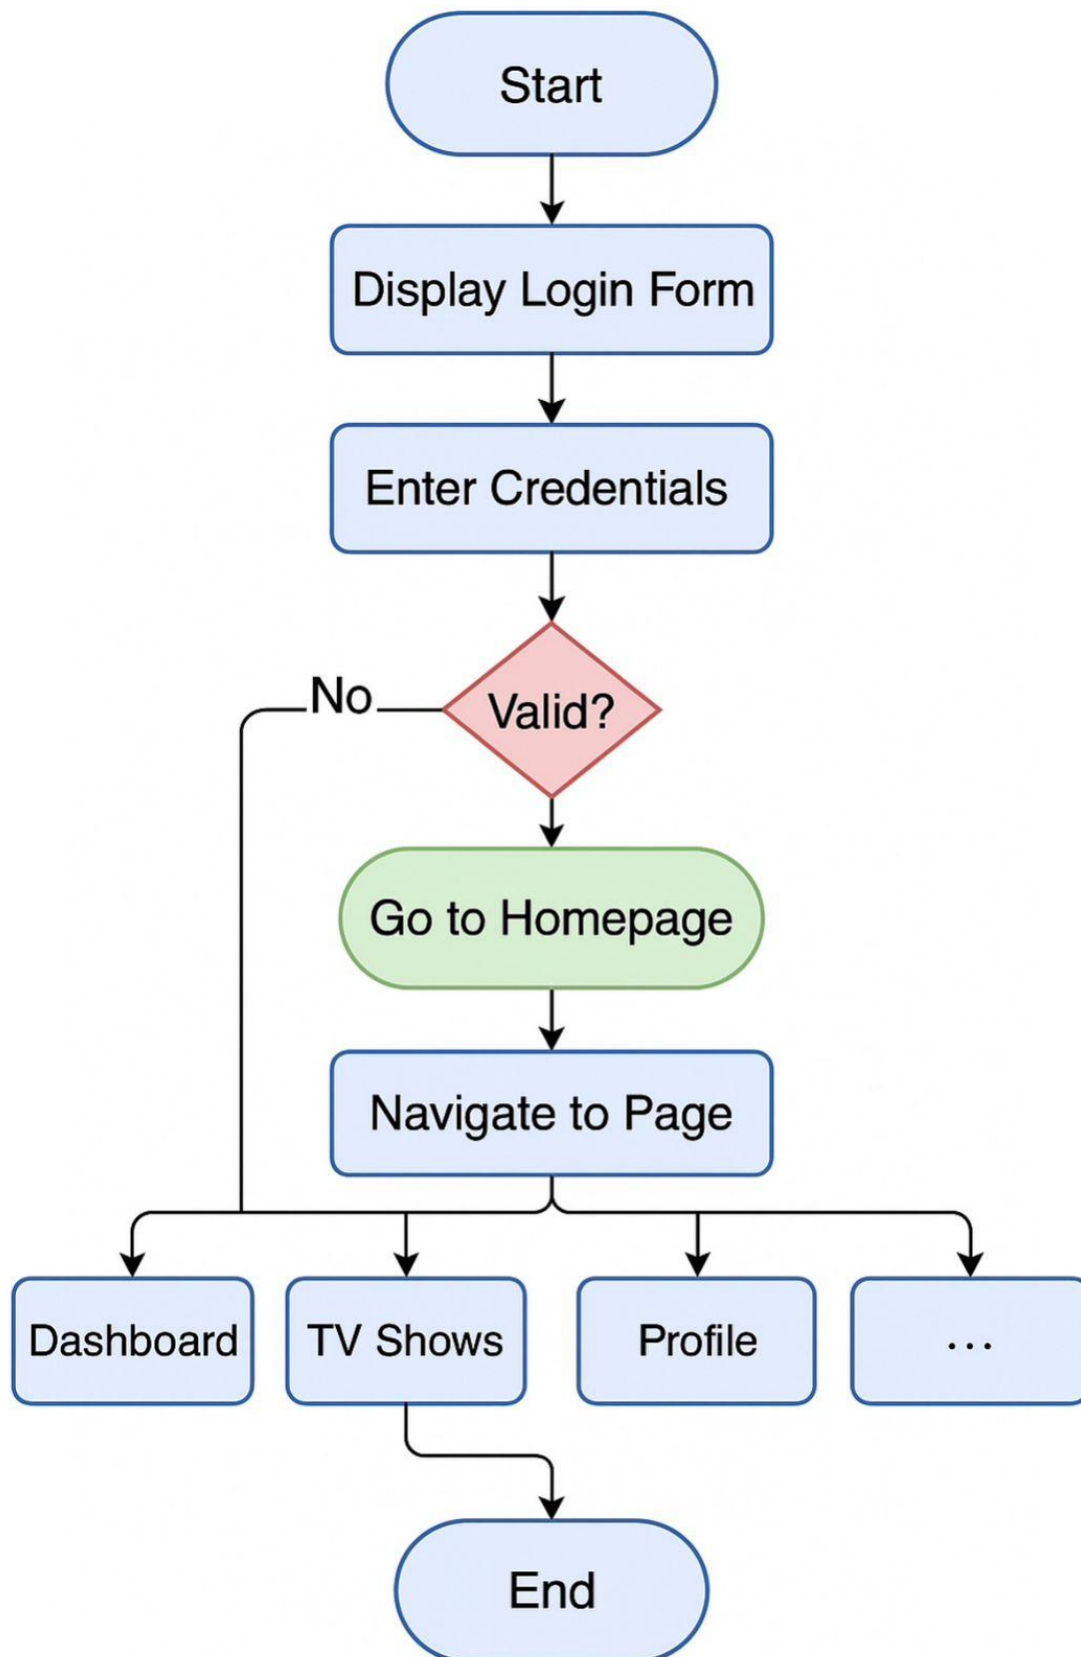 Start
Display Login Form
Enter Credentials
Valid?
No
Go to Homepage
Navigate to Page
Dashboard
TV Shows
Profile
...
End